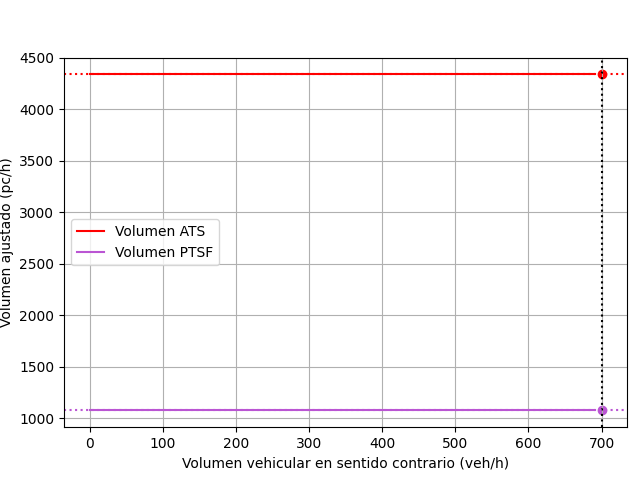 4500
4000
3500
3000
2500
2000
1500
1000
Volumen ajustado (pc/h)
Volumen ATS
Volumen PTSF
0 100 200 300 400 500 600 700
Volumen vehicular en sentido contrario (veh/h)